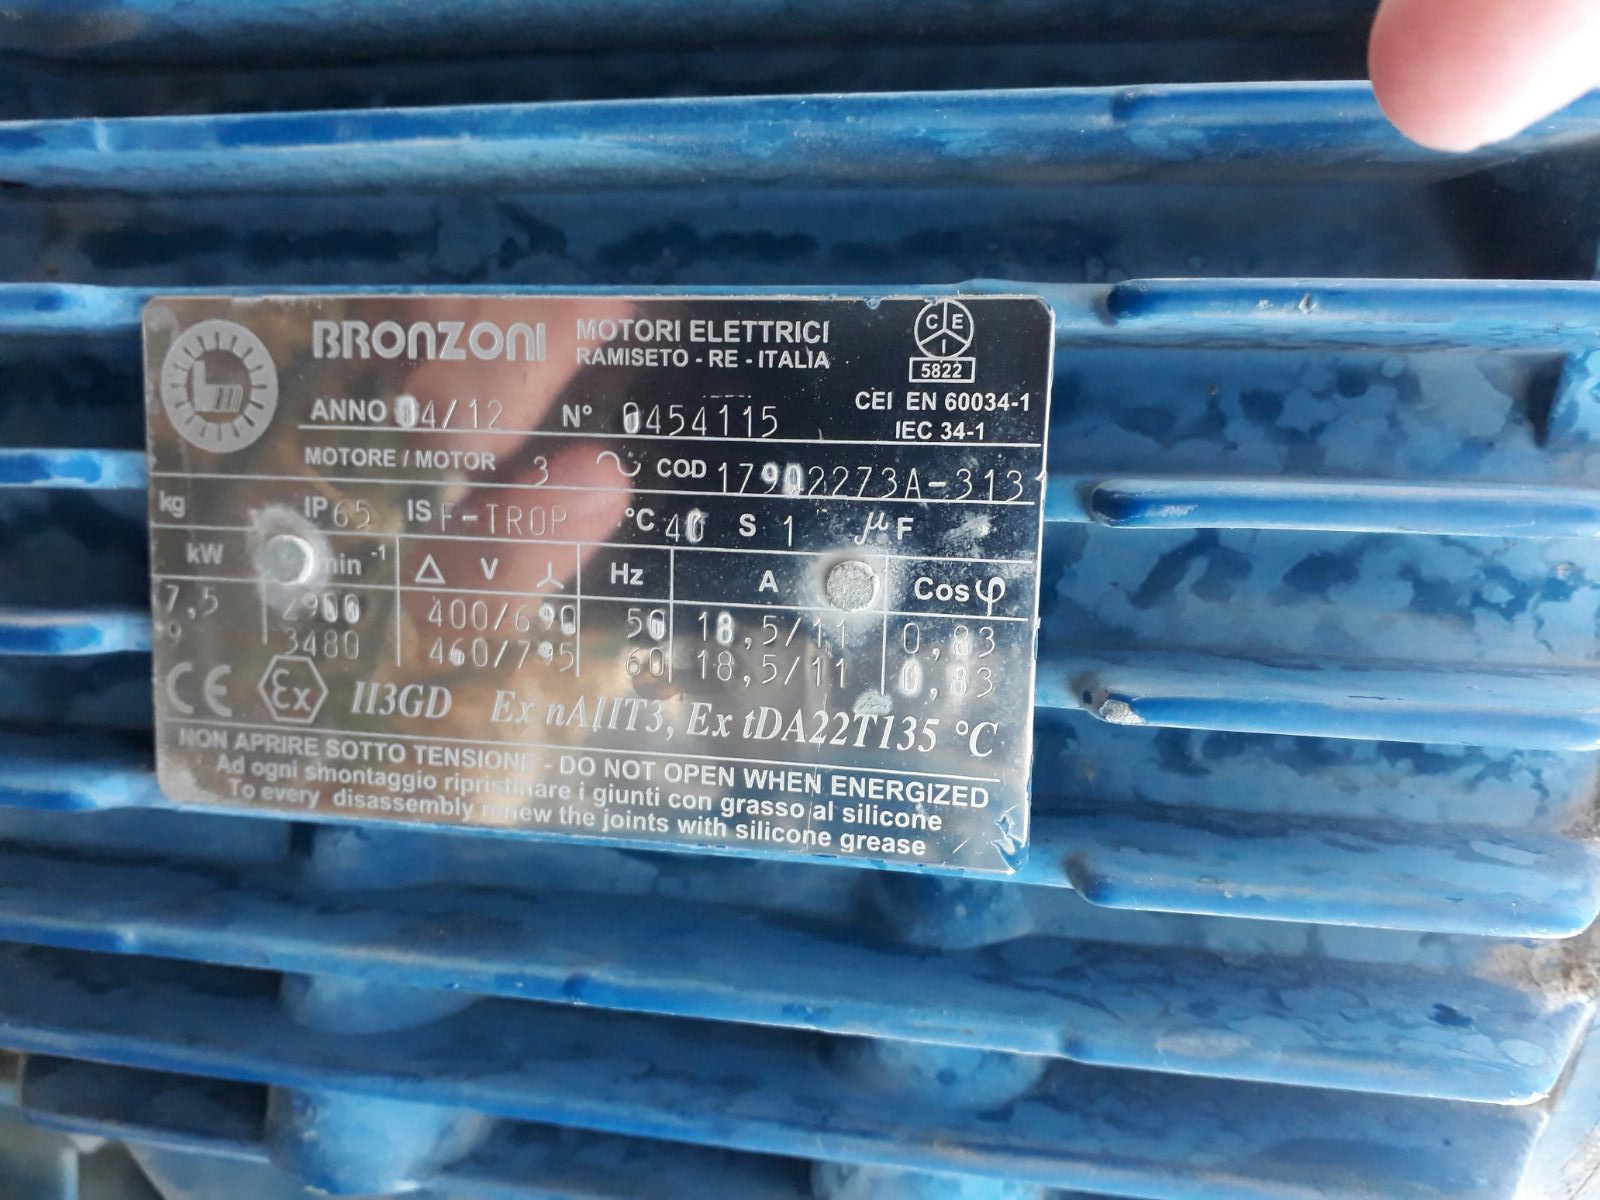 BRONZONI MOTORI ELETTRICI
RAMISETO - RE - ITALIA
C E I
5822
ANNO 04/12 N° 0454115
CEI EN 60034-1
IEC 34-1
MOTORE / MOTOR 3 ~ COD 17902273A-313
kg IP65 IS F-TROP °C 40 S 1 µF
kW min -1 Δ V Y Hz A Cosφ
7,5 2900 400/690 50 18,5/11 0,83
9 3480 460/795 60 18,5/11 0,83
CE Ex II3GD Ex nAIIT3, Ex tDA22T135 °C
NON APRIRE SOTTO TENSIONE - DO NOT OPEN WHEN ENERGIZED
Ad ogni smontaggio ripristinare i giunti con grasso al silicone
To every disassembly renew the joints with silicone grease